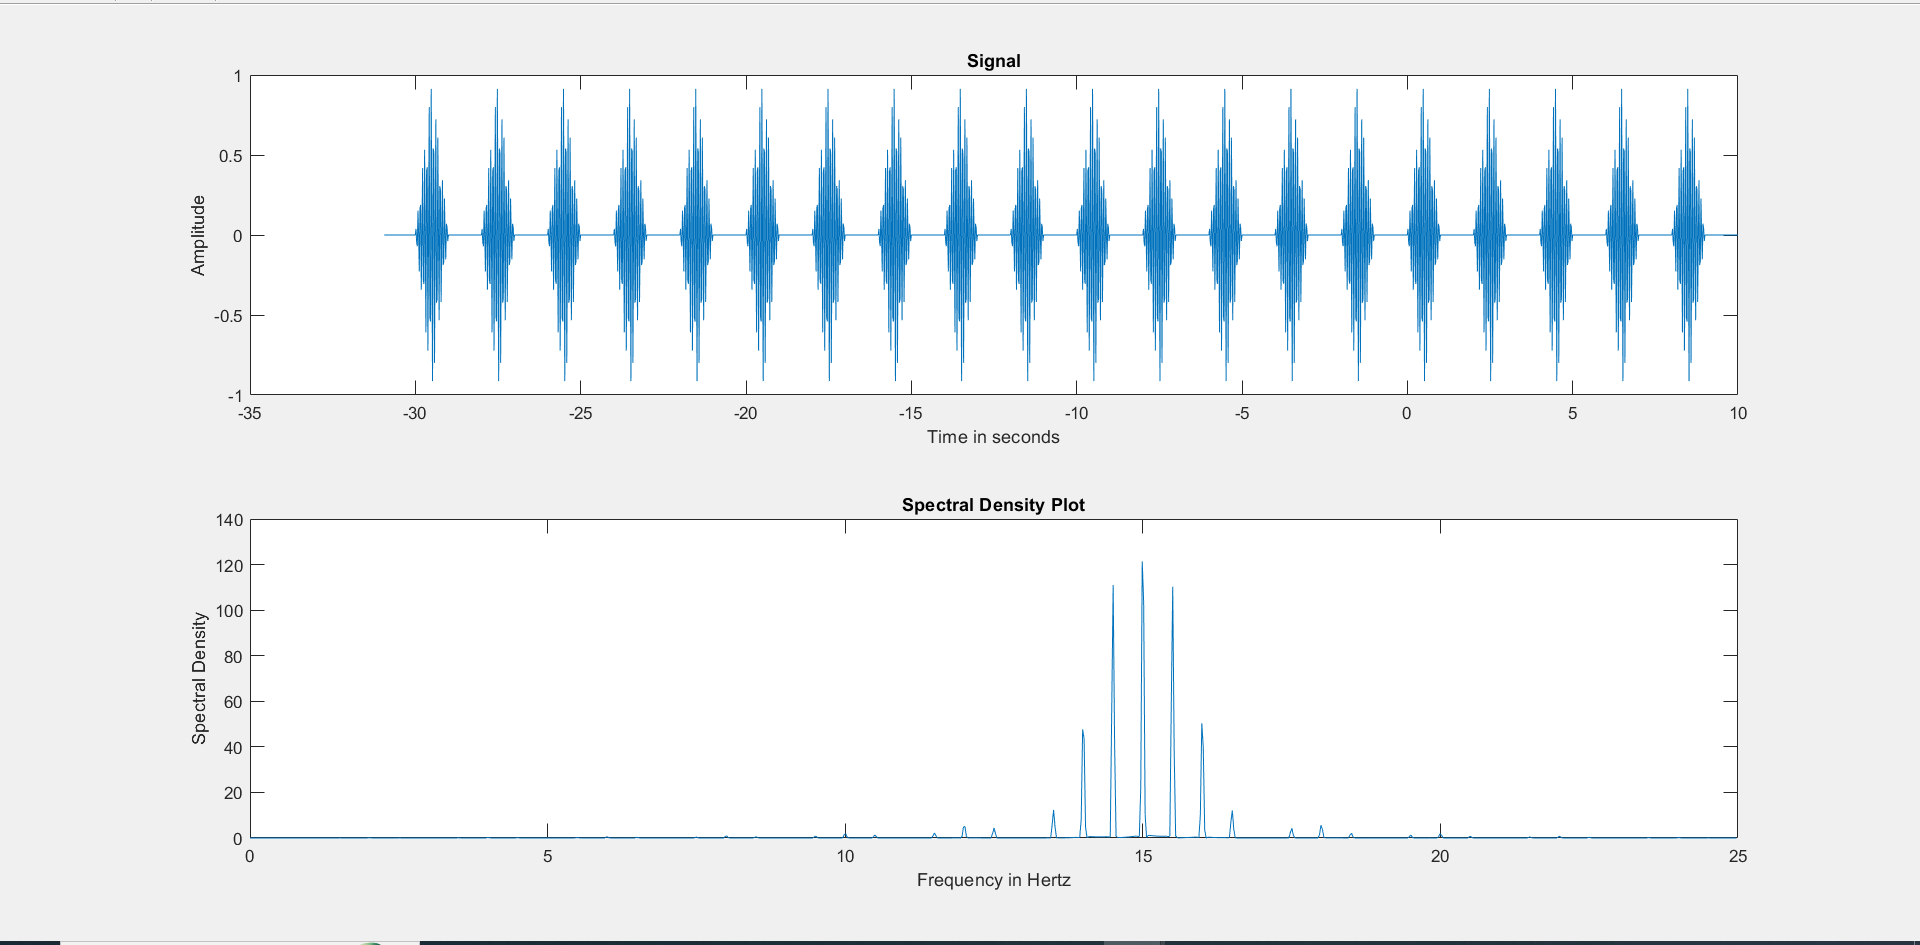 Signal
1
0.5
0
-0.5
-1
Amplitude
-35 -30 -25 -20 -15 -10 -5 0 5 10
Time in seconds
Spectral Density Plot
140
120
100
80
60
40
20
0
Spectral Density
0 5 10 15 20 25
Frequency in Hertz